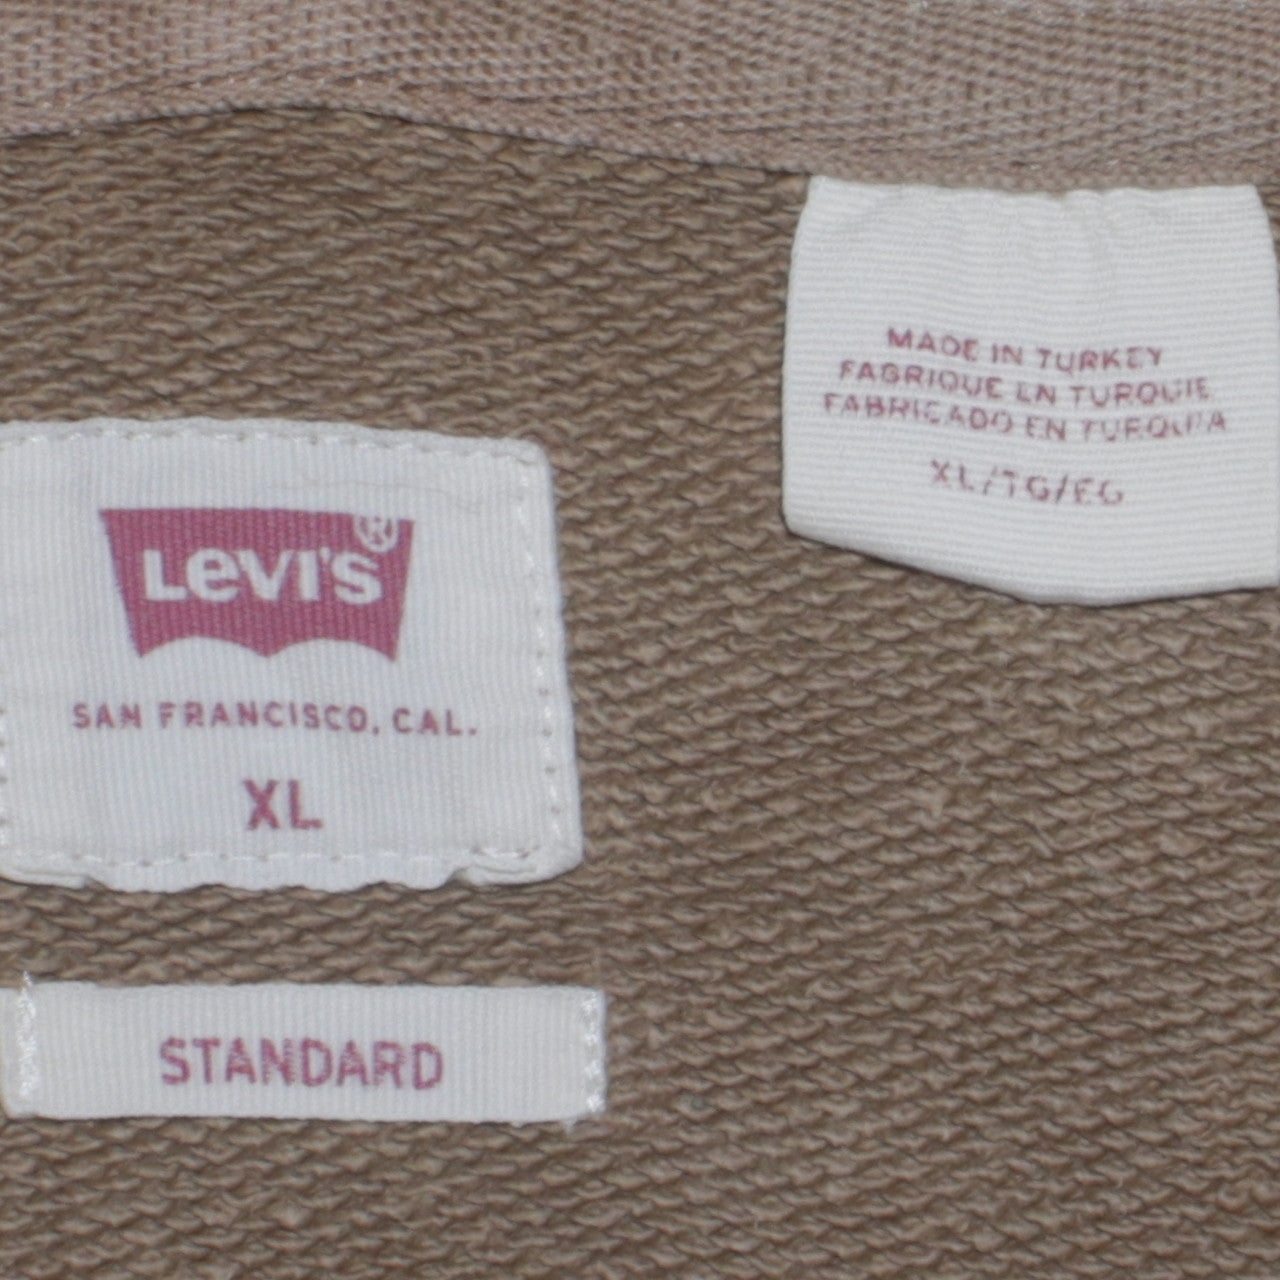 MADE IN TURKEY
FABRIQUE EN TURQUIE
FABRICADO EN TURQUIA
XL/TG/EG
LEVI'S®
SAN FRANCISCO, CAL.
XL
STANDARD